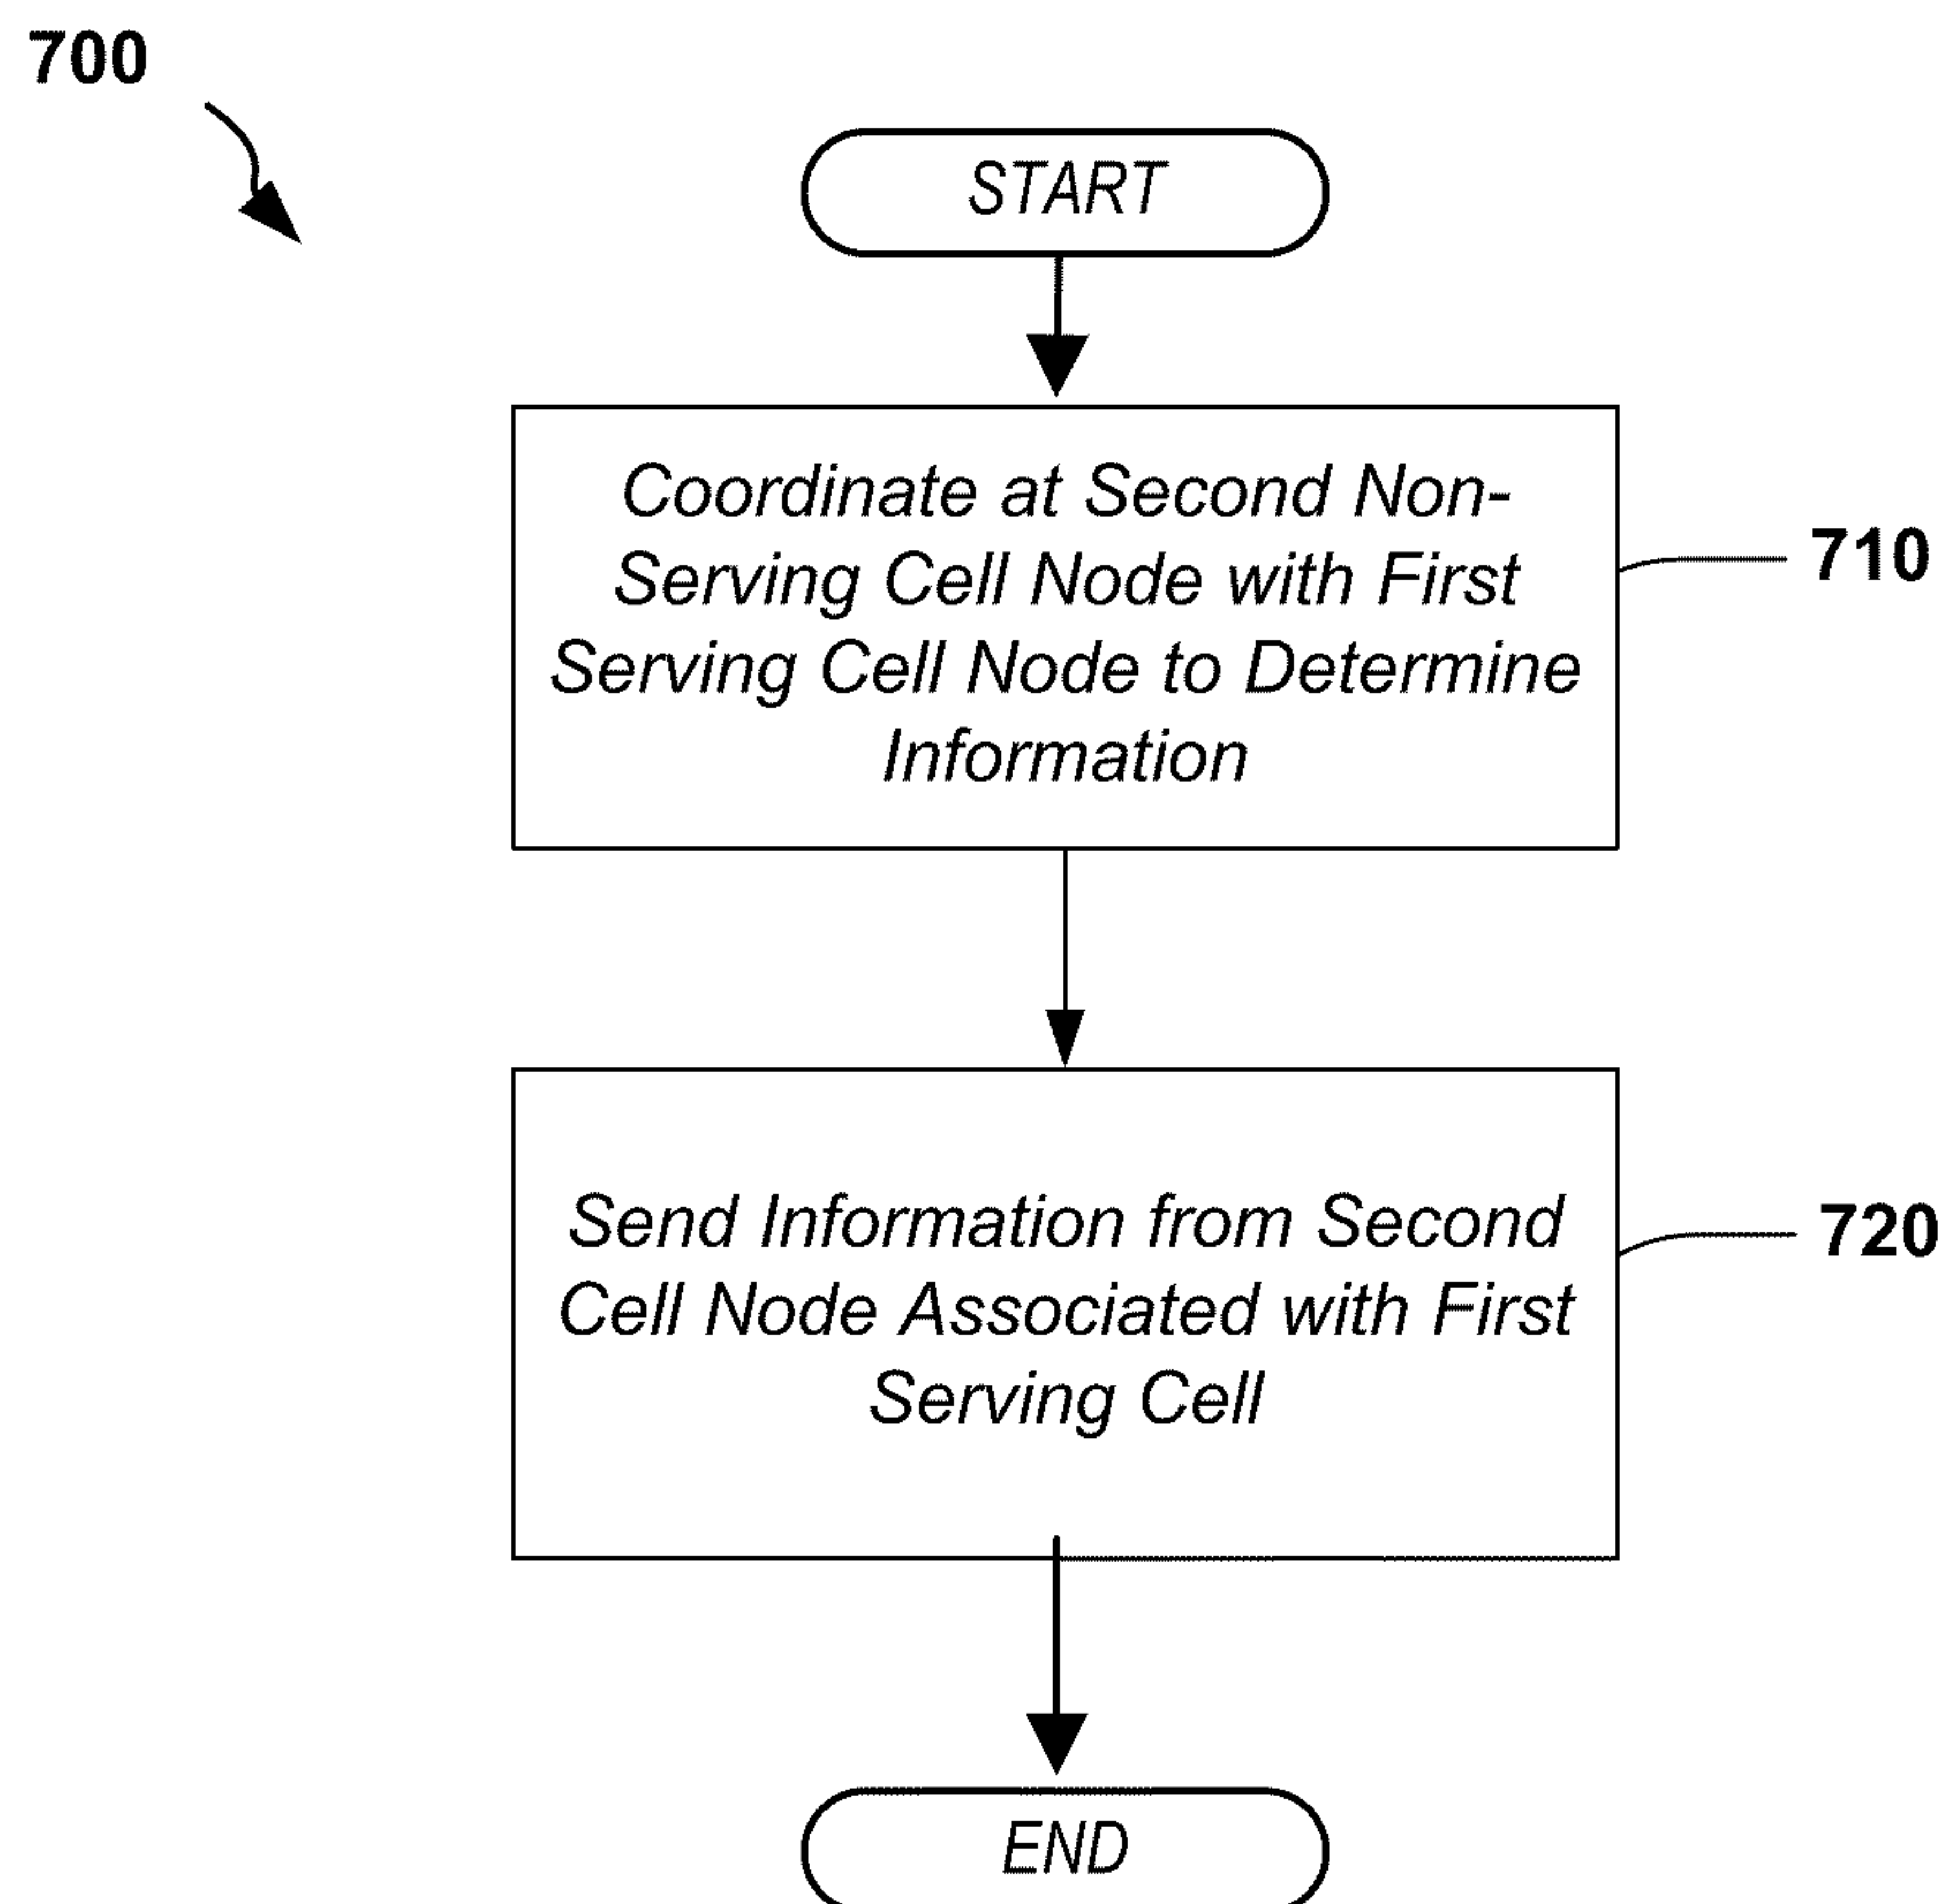 700
START
Coordinate at Second Non-
Serving Cell Node with First
Serving Cell Node to Determine
Information
710
Send Information from Second
Cell Node Associated with First
Serving Cell
720
END